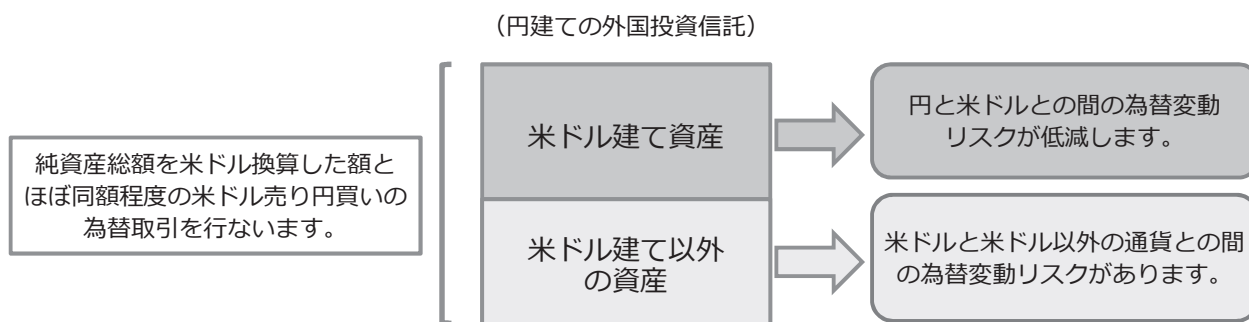 （円建ての外国投資信託）
純資産総額を米ドル換算した額と
ほぼ同額程度の米ドル売り円買いの
為替取引を行ないます。
米ドル建て資産
円と米ドルとの間の為替変動
リスクが低減します。
米ドル建て以外
の資産
米ドルと米ドル以外の通貨との間
の為替変動リスクがあります。